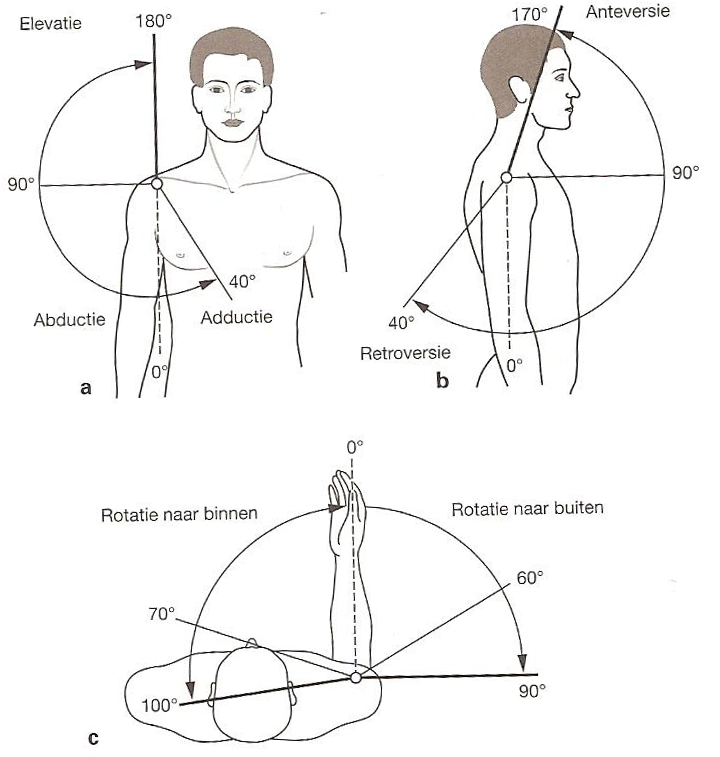 Elevatie
180°
90°
40°
Abductie
Adductie
0°
a
170°
Anteversie
90°
40°
Retroversie
0°
b
0°
Rotatie naar binnen
Rotatie naar buiten
60°
70°
100°
90°
c